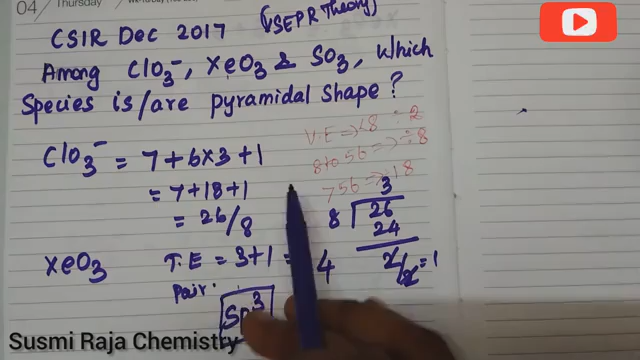 04 Thursday
CSIR Dec 2017 (VSEPR Theory)
Among ClO3⁻, XeO3 & SO3, which
Species is/are pyramidal shape?
V.E => <8 ÷ 2
8 to 56 => ÷8
>56 => ÷18
ClO3⁻ = 7+6×3+1
= 7+18+1
= 26/8
3
8 26
24
2/2 = 1
XeO3 T.E = 3+1 = 4
pair.
Sp³
Susmi Raja Chemistry